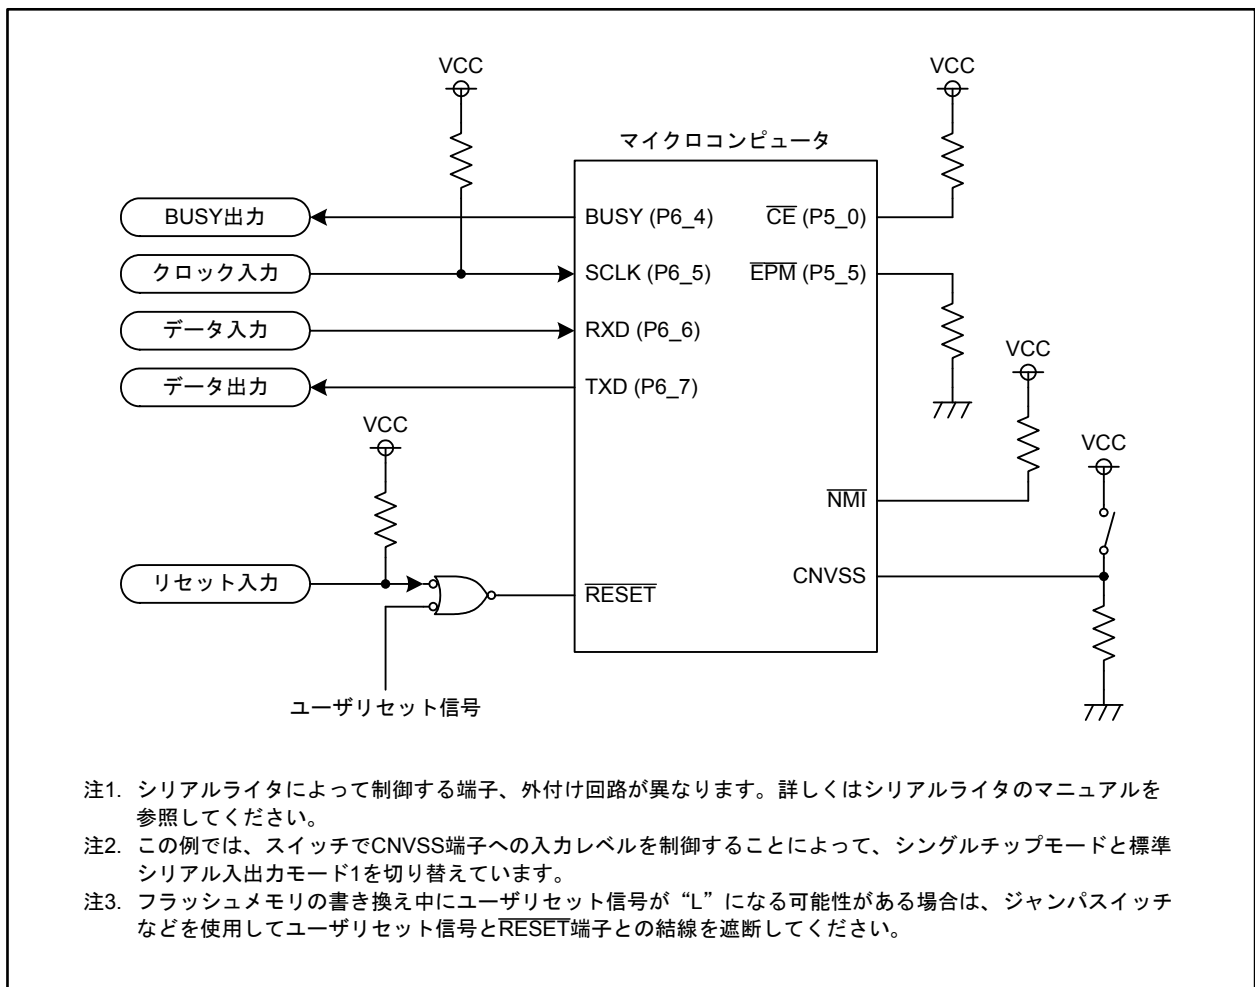 VCC
VCC
マイクロコンピュータ
BUSY出力
BUSY (P6_4)
CE (P5_0)
クロック入力
SCLK (P6_5)
EPM (P5_5)
データ入力
RXD (P6_6)
VCC
データ出力
TXD (P6_7)
VCC
VCC
NMI
リセット入力
RESET
CNVSS
ユーザリセット信号
注1. シリアルライタによって制御する端子、外付け回路が異なります。詳しくはシリアルライタのマニュアルを
参照してください。
注2. この例では、スイッチでCNVSS端子への入力レベルを制御することによって、シングルチップモードと標準
シリアル入出力モード1を切り替えています。
注3. フラッシュメモリの書き換え中にユーザリセット信号が“L”になる可能性がある場合は、ジャンパスイッチ
などを使用してユーザリセット信号とRESET端子との結線を遮断してください。